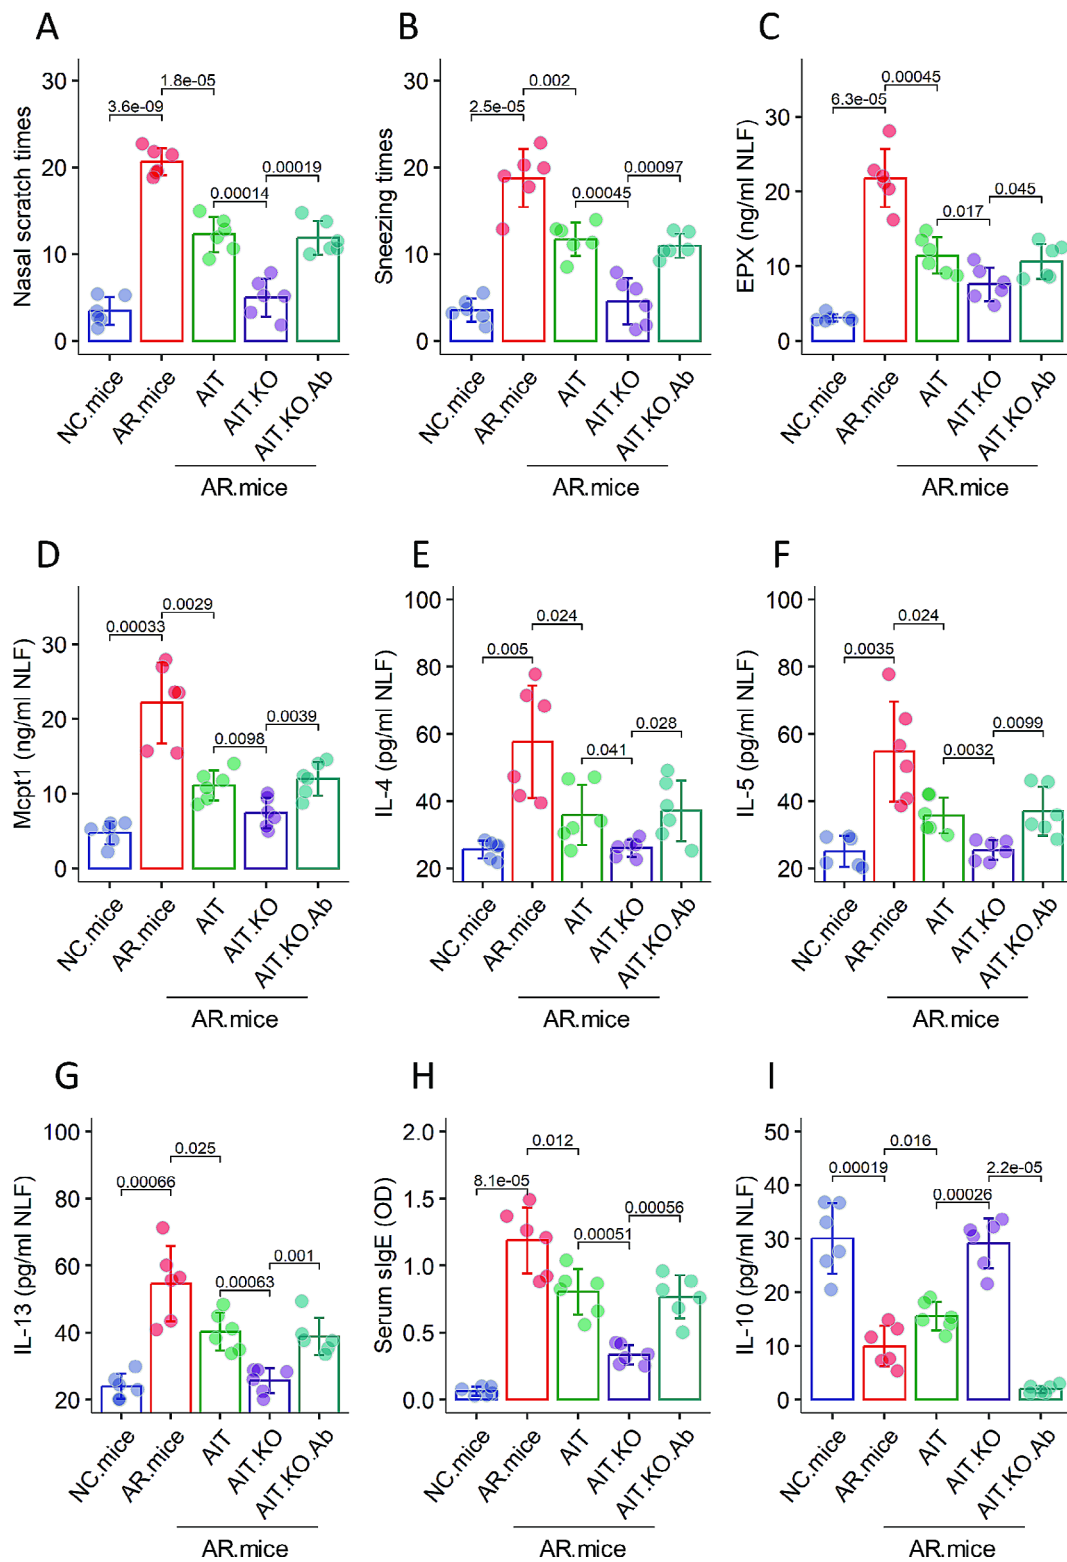 A
Nasal scratch times
30
20
10
0
3.6e-09
1.8e-05
0.00014
0.00019
NC.mice
AR.mice
AIT
AIT.KO
AIT.KO.Ab
AR.mice
B
Sneezing times
30
20
10
0
2.5e-05
0.002
0.00045
0.00097
NC.mice
AR.mice
AIT
AIT.KO
AIT.KO.Ab
AR.mice
C
EPX (ng/ml NLF)
30
20
10
0
6.3e-05
0.00045
0.017
0.045
NC.mice
AR.mice
AIT
AIT.KO
AIT.KO.Ab
AR.mice
D
Mcpt1 (ng/ml NLF)
30
20
10
0
0.00033
0.0029
0.0098
0.0039
NC.mice
AR.mice
AIT
AIT.KO
AIT.KO.Ab
AR.mice
E
IL-4 (pg/ml NLF)
100
80
60
40
20
0.005
0.024
0.041
0.028
NC.mice
AR.mice
AIT
AIT.KO
AIT.KO.Ab
AR.mice
F
IL-5 (pg/ml NLF)
100
80
60
40
20
0.0035
0.024
0.0032
0.0099
NC.mice
AR.mice
AIT
AIT.KO
AIT.KO.Ab
AR.mice
G
IL-13 (pg/ml NLF)
100
80
60
40
20
0.00066
0.025
0.00063
0.001
NC.mice
AR.mice
AIT
AIT.KO
AIT.KO.Ab
AR.mice
H
Serum sIgE (OD)
2.0
1.5
1.0
0.5
0.0
8.1e-05
0.012
0.00051
0.00056
NC.mice
AR.mice
AIT
AIT.KO
AIT.KO.Ab
AR.mice
I
IL-10 (pg/ml NLF)
50
40
30
20
10
0
0.00019
0.016
0.00026
2.2e-05
NC.mice
AR.mice
AIT
AIT.KO
AIT.KO.Ab
AR.mice